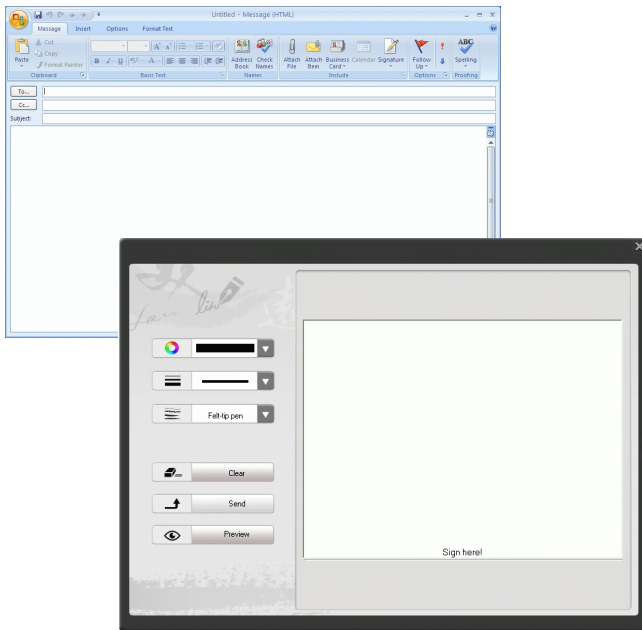 Untitled - Message (HTML)
Message Insert Options Format Text
Cut
Copy
Format Painter
Paste
Clipboard
Basic Text
Address Book
Check Names
Names
Attach File
Attach Item
Business Card
Calendar
Signature
Include
Follow Up
Options
ABC
Spelling
Proofing
To...
Cc...
Subject:
Felt-tip pen
Clear
Send
Preview
Sign here!